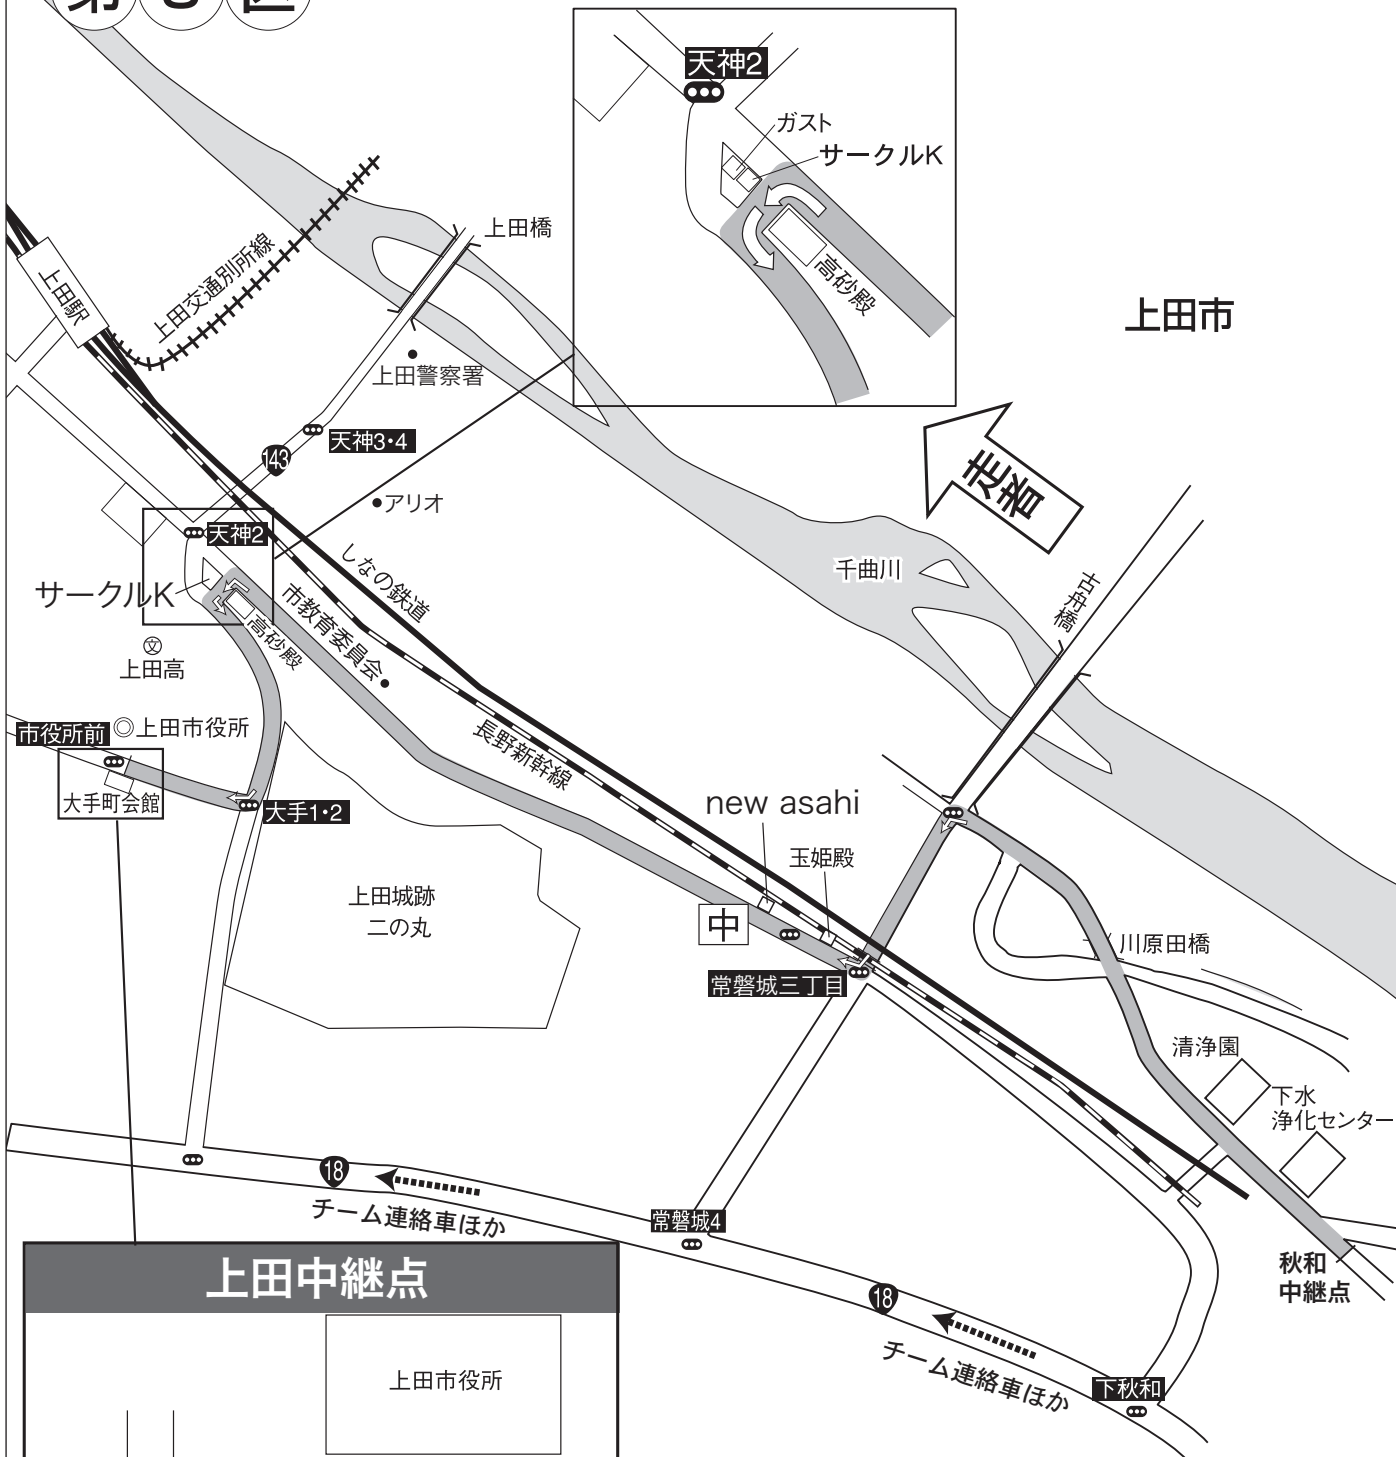 第
区
天神2
ガスト
サークルK
高砂殿
上田市
上田橋
上田駅
上田交通別所線
上田警察署
天神3・4
143
アリオ
走者
天神2
しなの鉄道
サークルK
市教育委員会
高砂殿
千曲川
古舟橋
文
上田高
市役所前
上田市役所
長野新幹線
大手町会館
大手1・2
new asahi
玉姫殿
上田城跡
二の丸
中
川原田橋
常磐城三丁目
清浄園
下水
浄化センター
18
チーム連絡車ほか
常磐城4
上田中継点
秋和
中継点
18
チーム連絡車ほか
上田市役所
下秋和